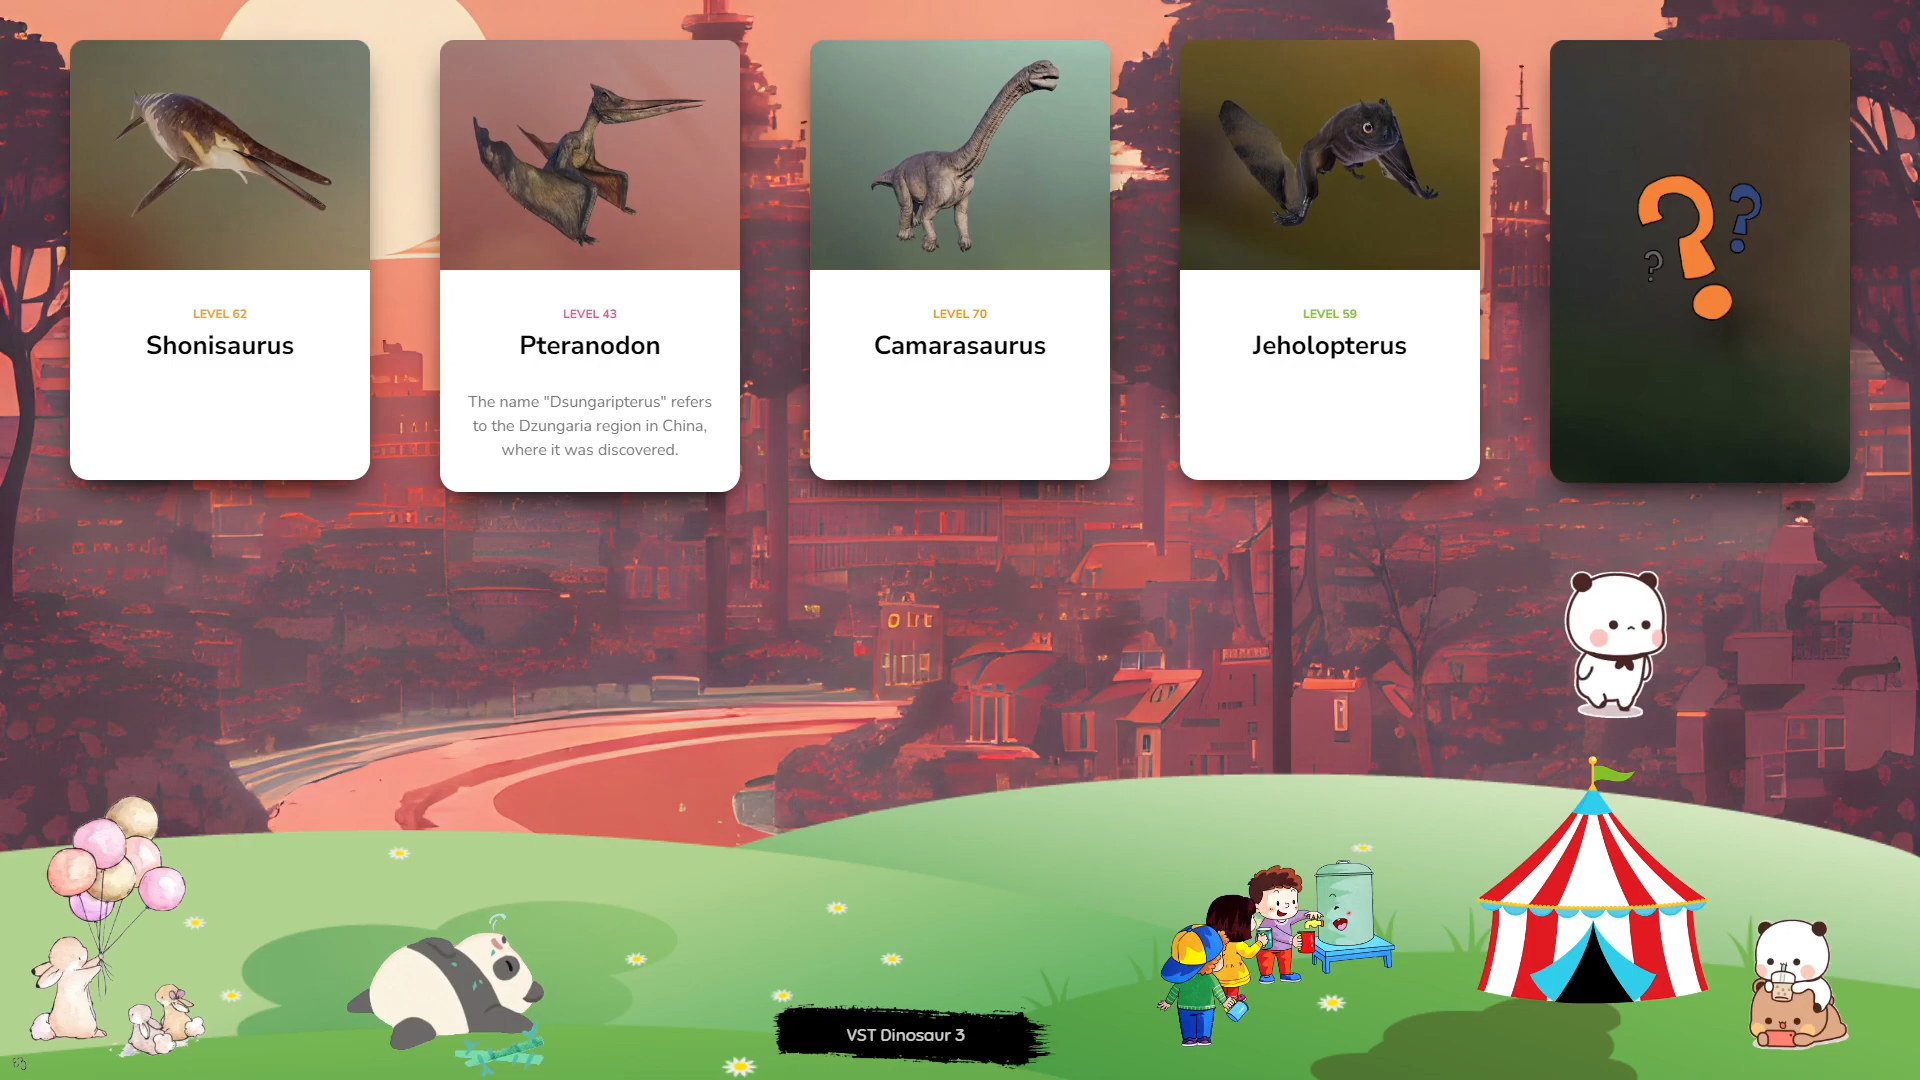 LEVEL 62
Shonisaurus
LEVEL 43
Pteranodon
The name "Dsungaripterus" refers
to the Dzungaria region in China,
where it was discovered.
LEVEL 70
Camarasaurus
LEVEL 59
Jeholopterus
? ? ?
VST Dinosaur 3